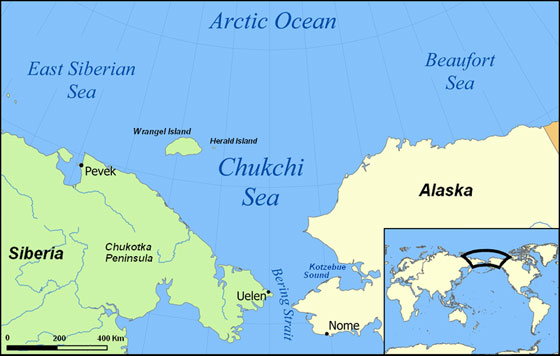 Arctic Ocean
East Siberian
Sea
Beaufort
Sea
Wrangel Island
Herald Island
Chukchi
Sea
Pevek
Alaska
Siberia
Chukotka
Peninsula
Kotzebue
Sound
Bering Strait
Uelen
Nome
0 200 400 Km